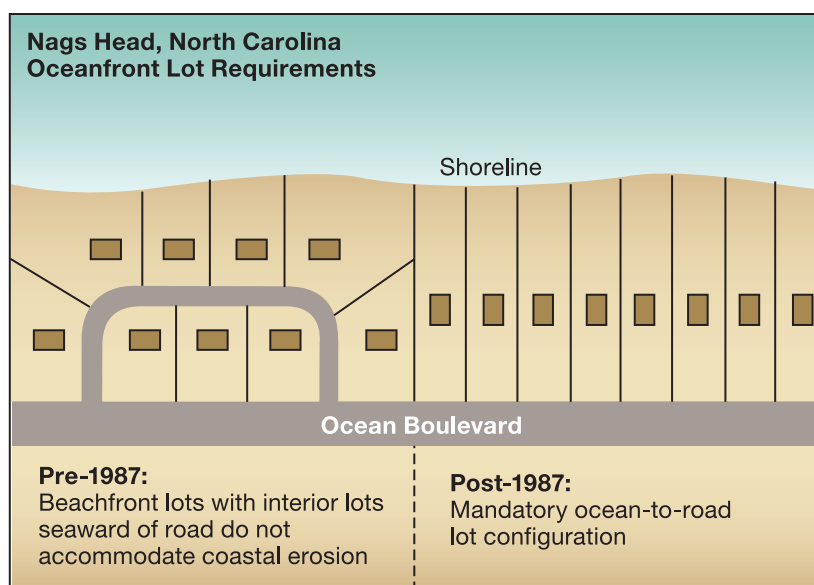 Nags Head, North Carolina
Oceanfront Lot Requirements
Shoreline
Ocean Boulevard
Pre-1987:
Beachfront lots with interior lots
seaward of road do not
accommodate coastal erosion
Post-1987:
Mandatory ocean-to-road
lot configuration